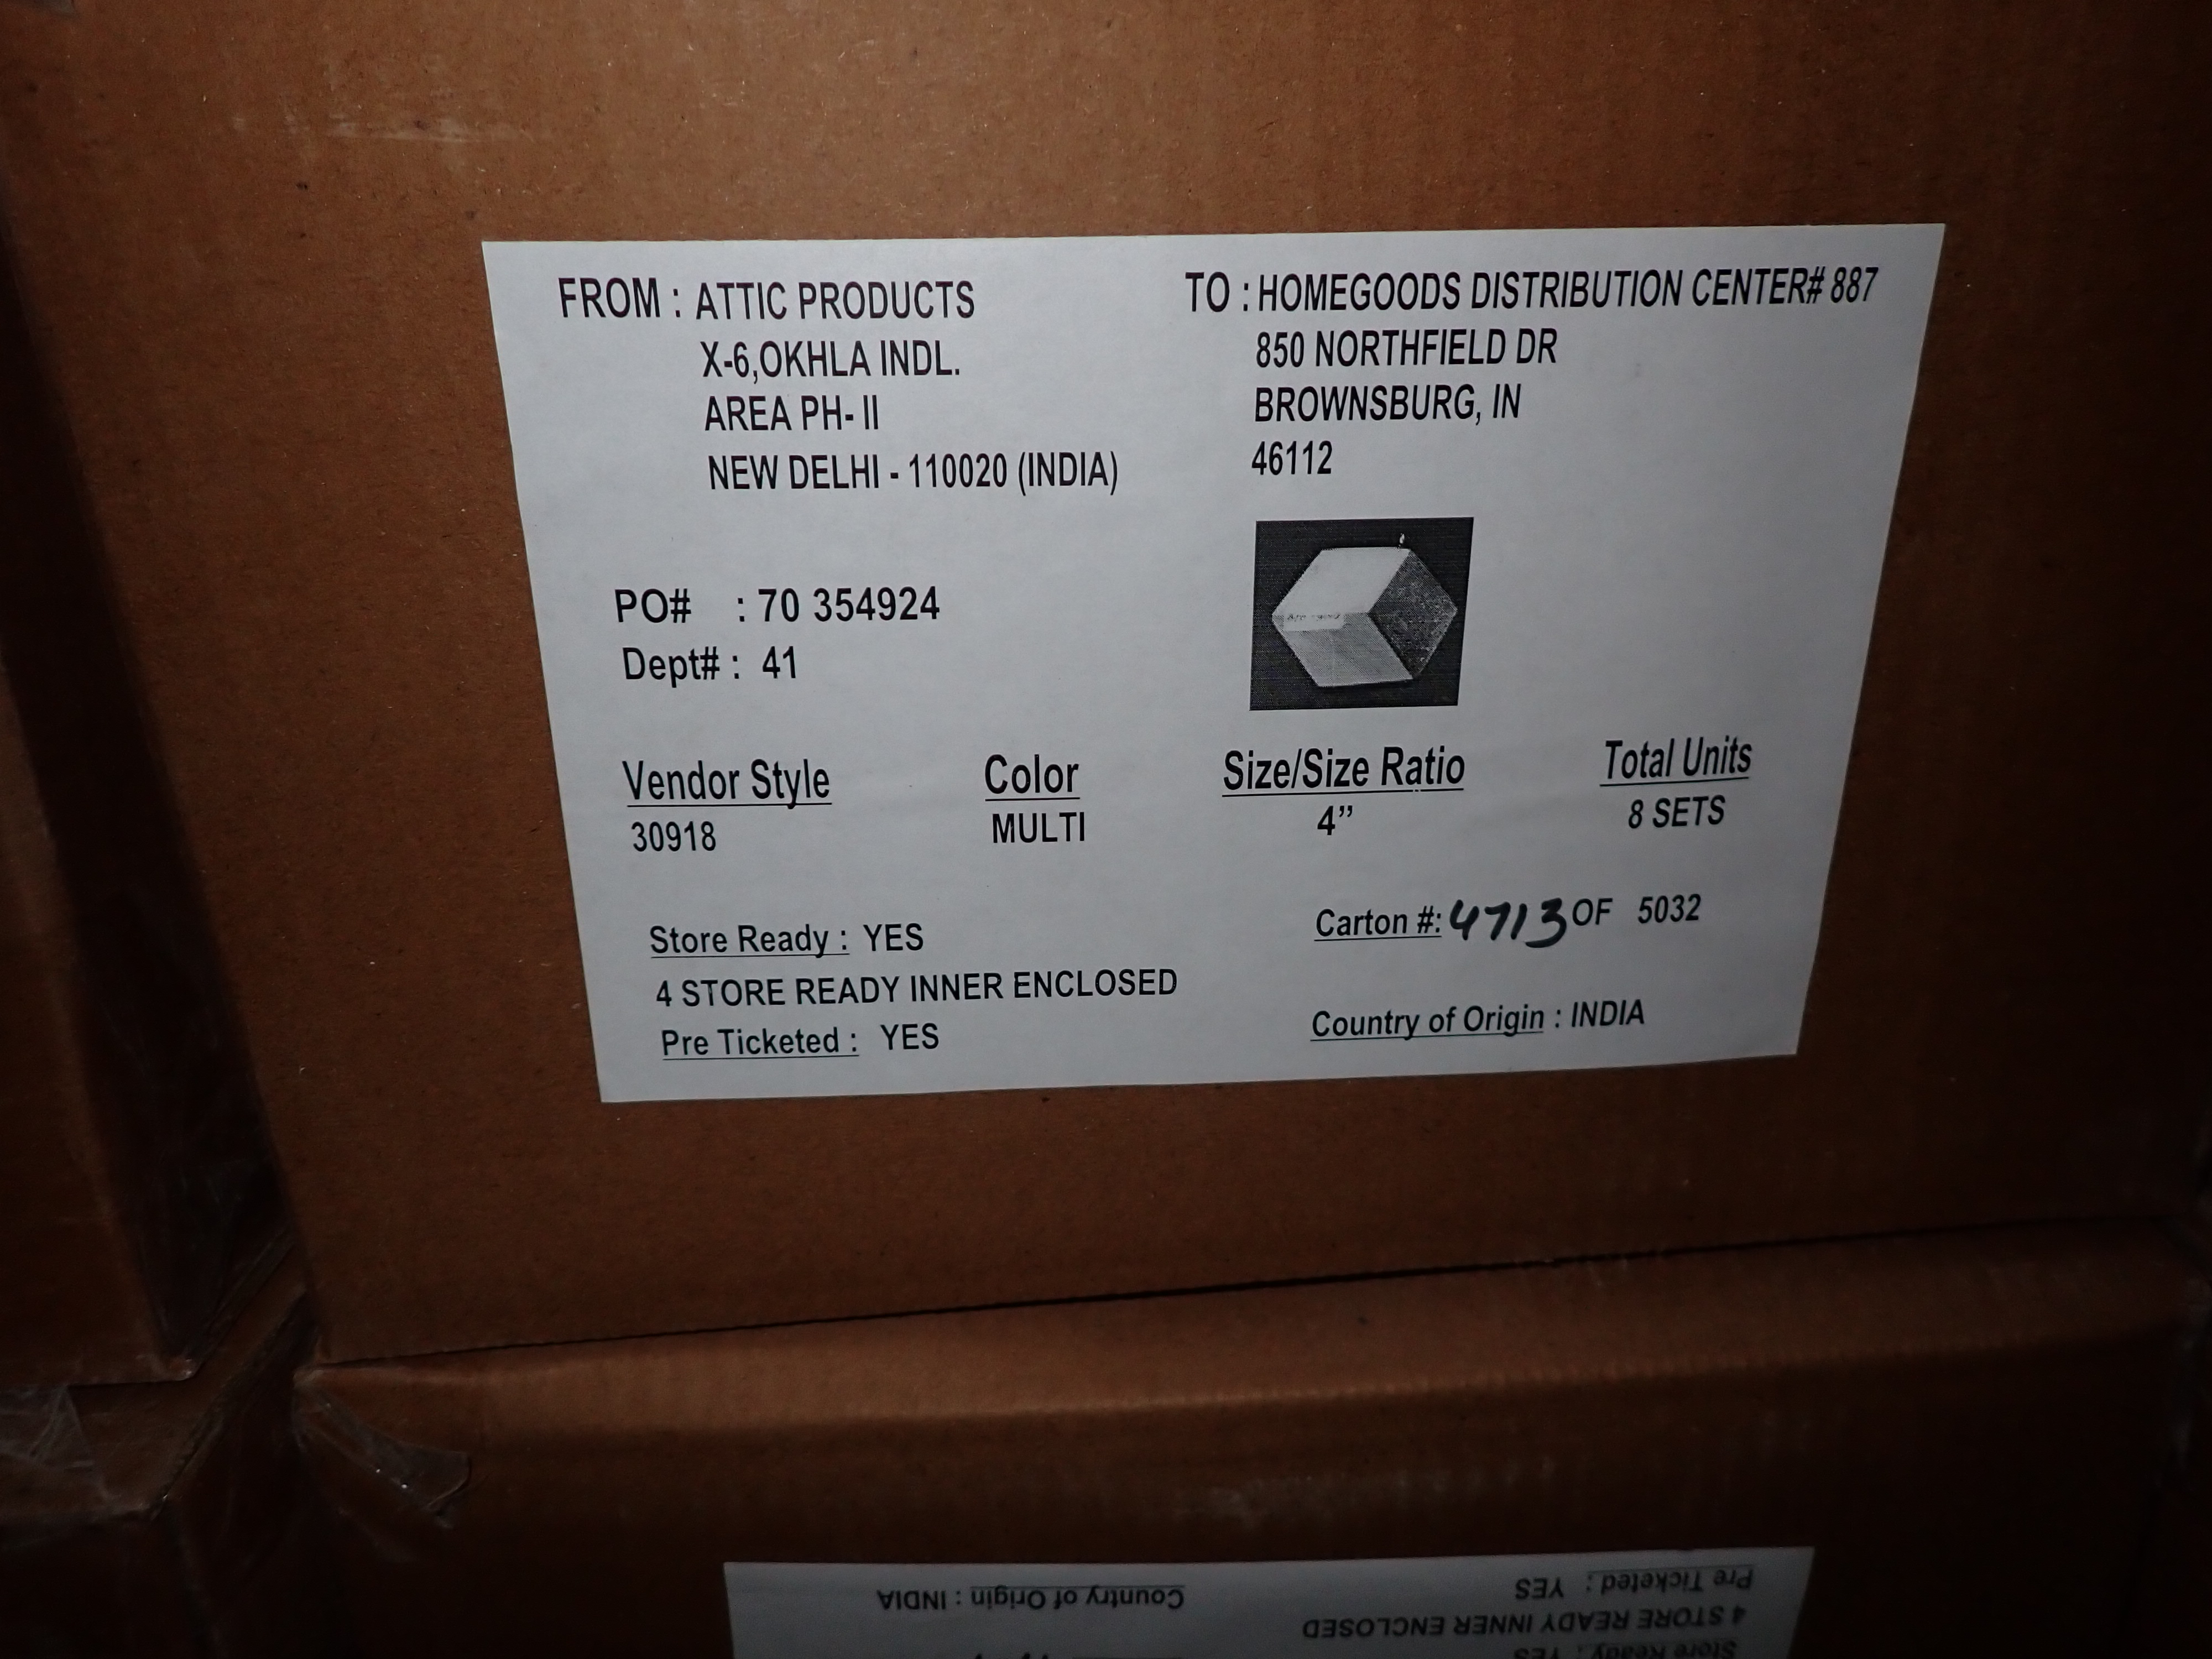 FROM : ATTIC PRODUCTS
X-6,OKHLA INDL.
AREA PH- II
NEW DELHI - 110020 (INDIA)
TO : HOMEGOODS DISTRIBUTION CENTER# 887
850 NORTHFIELD DR
BROWNSBURG, IN
46112
PO# : 70 354924
Dept# : 41
Vendor Style Color Size/Size Ratio Total Units
30918 MULTI 4” 8 SETS
Store Ready : YES
4 STORE READY INNER ENCLOSED
Pre Ticketed : YES
Carton #: 4713 OF 5032
Country of Origin : INDIA
Store Ready : YES
4 STORE READY INNER ENCLOSED
Pre Ticketed : YES
Country of Origin : INDIA